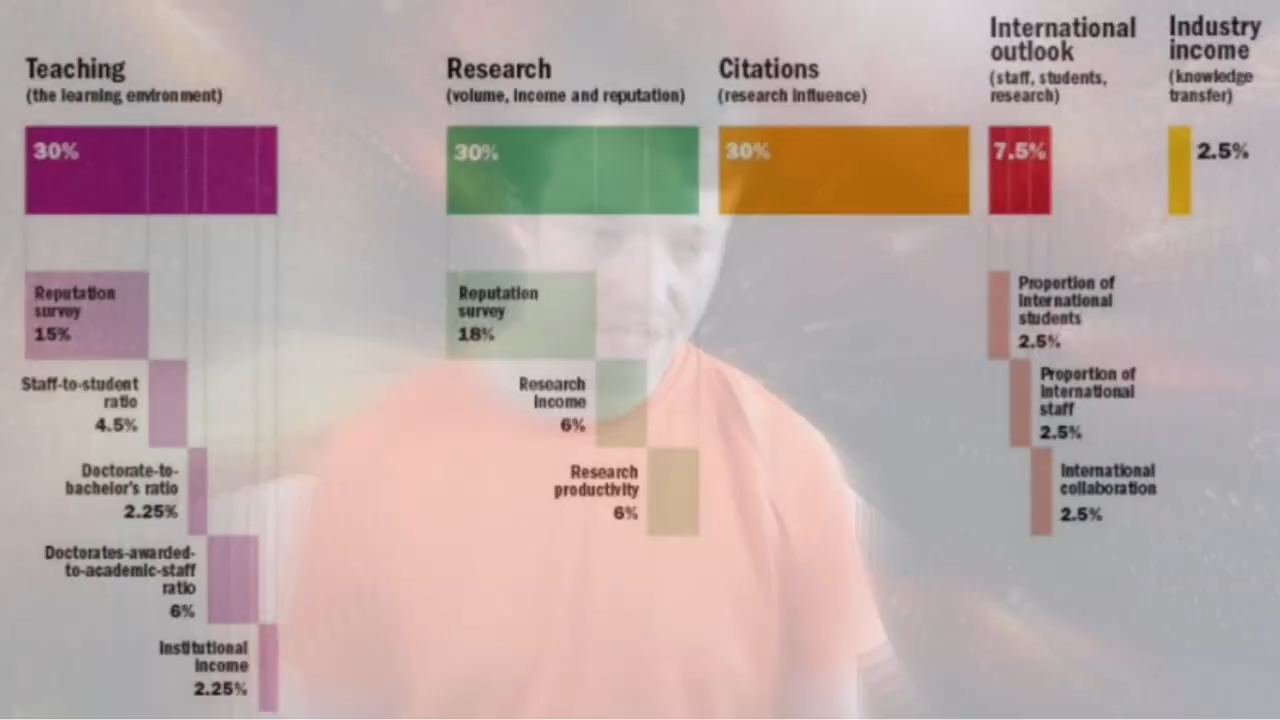 Teaching
(the learning environment)
30%
Reputation
survey
15%
Staff-to-student
ratio
4.5%
Doctorate-to-
bachelor's ratio
2.25%
Doctorates-awarded-
to-academic-staff
ratio
6%
Institutional
income
2.25%
Research
(volume, income and reputation)
30%
Reputation
survey
18%
Research
income
6%
Research
productivity
6%
Citations
(research influence)
30%
International
outlook
(staff, students,
research)
7.5%
Proportion of
international
students
2.5%
Proportion of
international
staff
2.5%
International
collaboration
2.5%
Industry
income
(knowledge
transfer)
2.5%